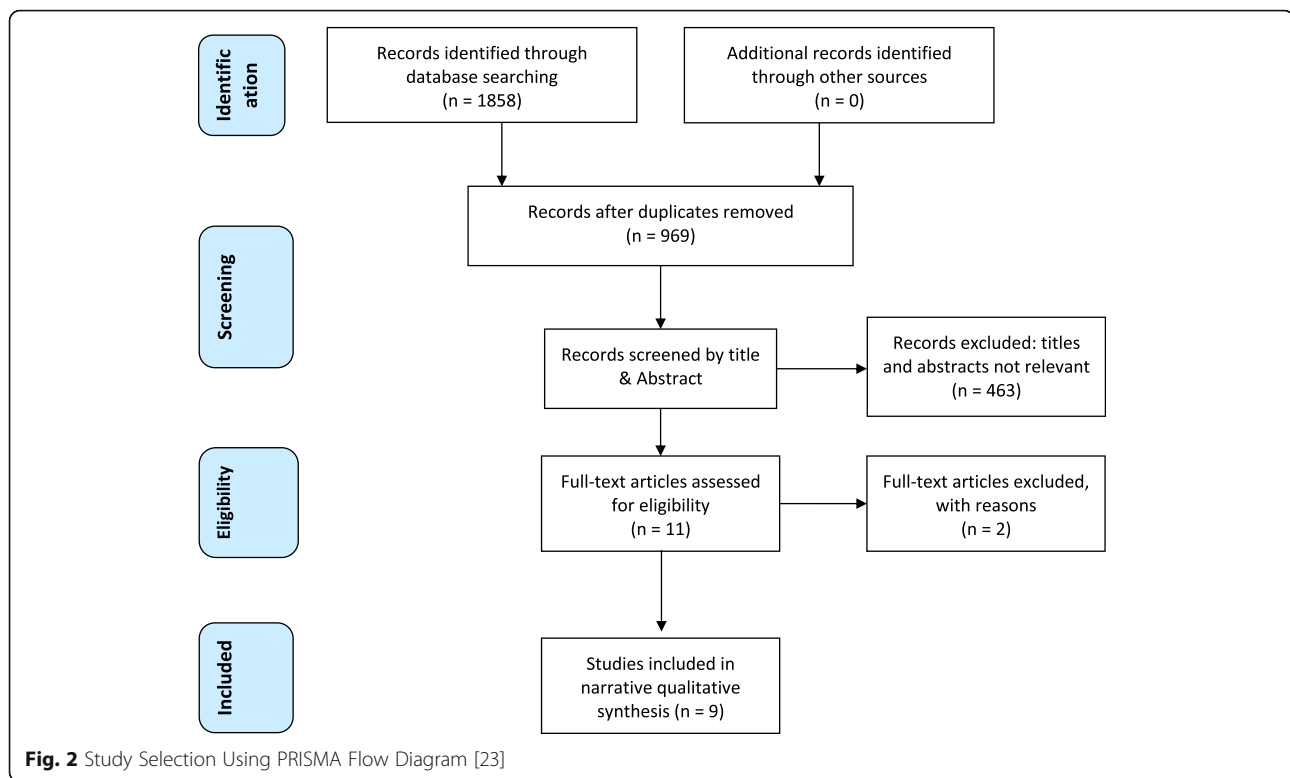 Identific
ation
Records identified through
database searching
(n = 1858)
Additional records identified
through other sources
(n = 0)
Records after duplicates removed
(n = 969)
Screening
Records screened by title
& Abstract
Records excluded: titles
and abstracts not relevant
(n = 463)
Eligibility
Full-text articles assessed
for eligibility
(n = 11)
Full-text articles excluded,
with reasons
(n = 2)
Included
Studies included in
narrative qualitative
synthesis (n = 9)
Fig. 2 Study Selection Using PRISMA Flow Diagram [23]